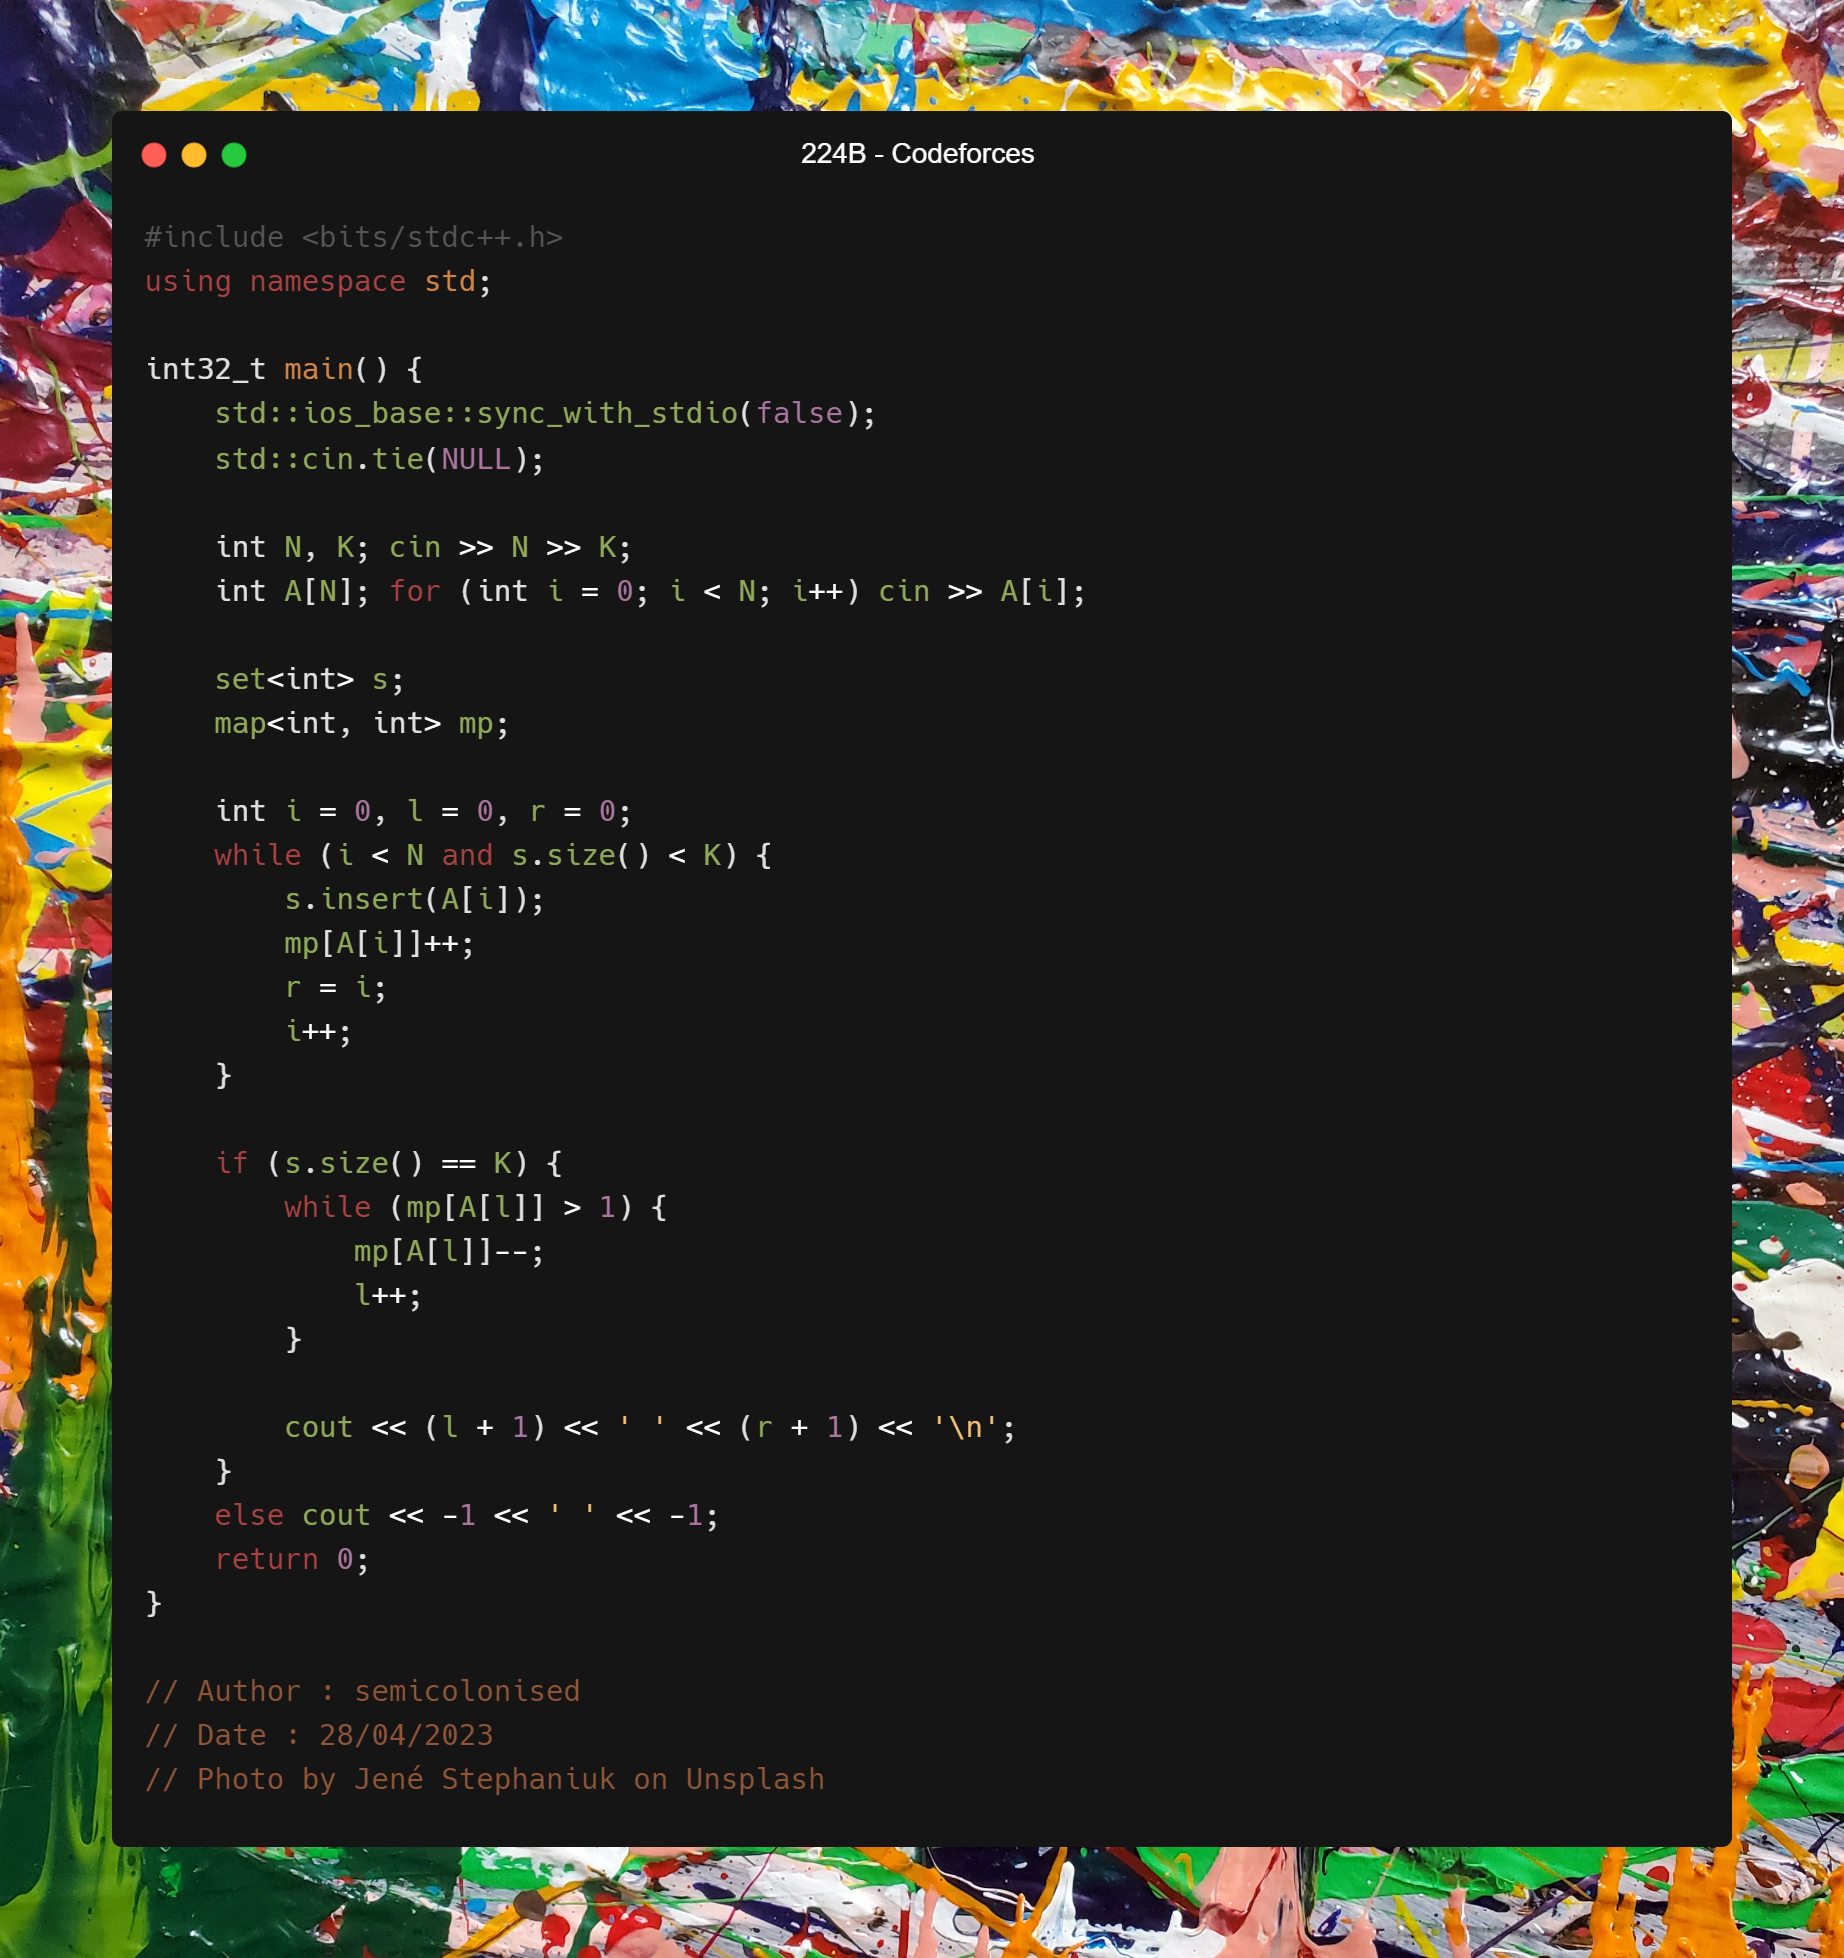 224B - Codeforces
#include <bits/stdc++.h>
using namespace std;

int32_t main() {
    std::ios_base::sync_with_stdio(false);
    std::cin.tie(NULL);

    int N, K; cin >> N >> K;
    int A[N]; for (int i = 0; i < N; i++) cin >> A[i];

    set<int> s;
    map<int, int> mp;

    int i = 0, l = 0, r = 0;
    while (i < N and s.size() < K) {
        s.insert(A[i]);
        mp[A[i]]++;
        r = i;
        i++;
    }

    if (s.size() == K) {
        while (mp[A[l]] > 1) {
            mp[A[l]]--;
            l++;
        }

        cout << (l + 1) << ' ' << (r + 1) << '\n';
    }
    else cout << -1 << ' ' << -1;
    return 0;
}

// Author : semicolonised
// Date : 28/04/2023
// Photo by Jené Stephaniuk on Unsplash